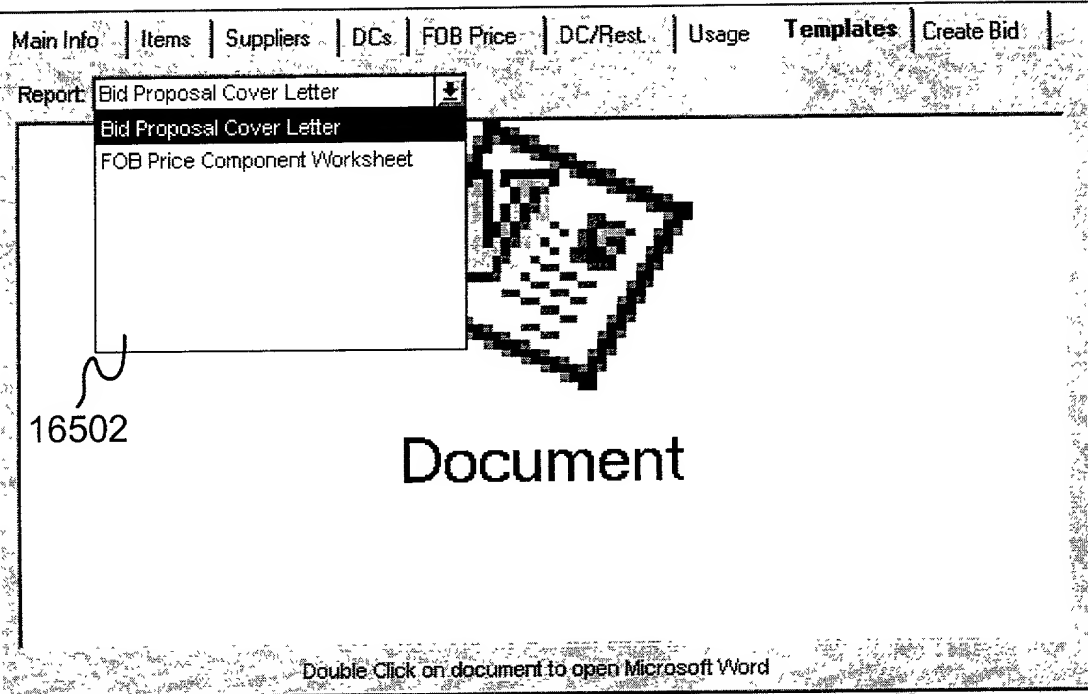 Main Info Items Suppliers DCs FOB Price DC/Rest. Usage Templates Create Bid
Report: Bid Proposal Cover Letter
Bid Proposal Cover Letter
FOB Price Component Worksheet
16502
Document
Double Click on document to open Microsoft Word